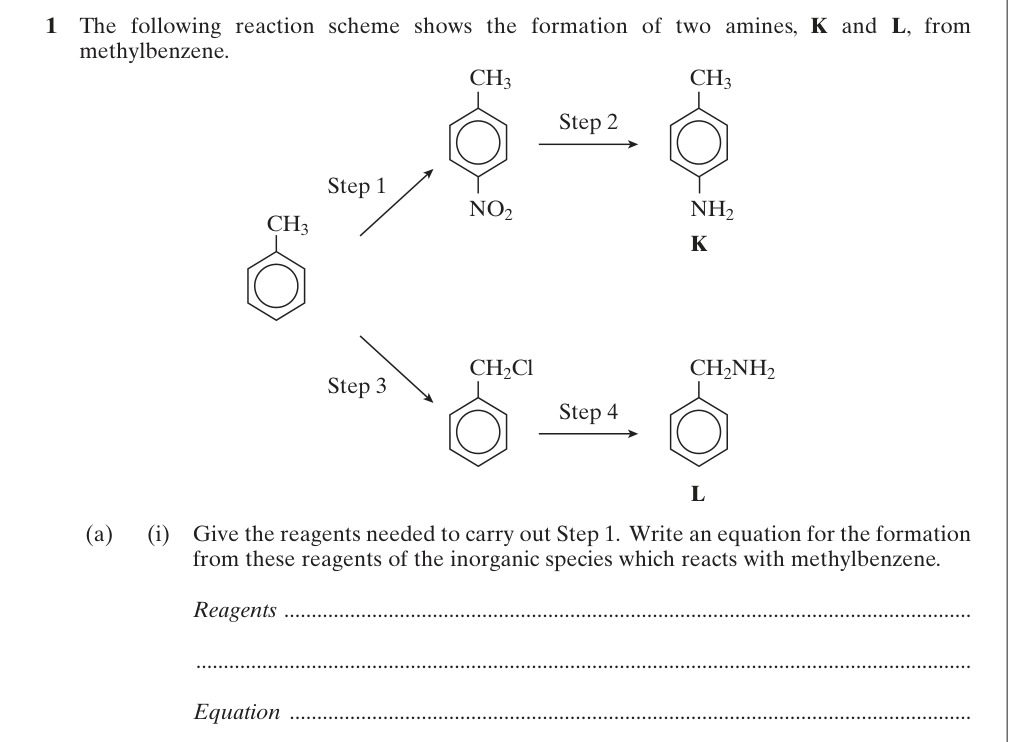 1 The following reaction scheme shows the formation of two amines, K and L, from
methylbenzene.
CH₃
CH₃
Step 2
Step 1
NO₂
NH₂
CH₃
K
CH₂Cl
CH₂NH₂
Step 3
Step 4
L
(a) (i) Give the reagents needed to carry out Step 1. Write an equation for the formation
from these reagents of the inorganic species which reacts with methylbenzene.
Reagents ................................................................
................................................................
Equation ................................................................